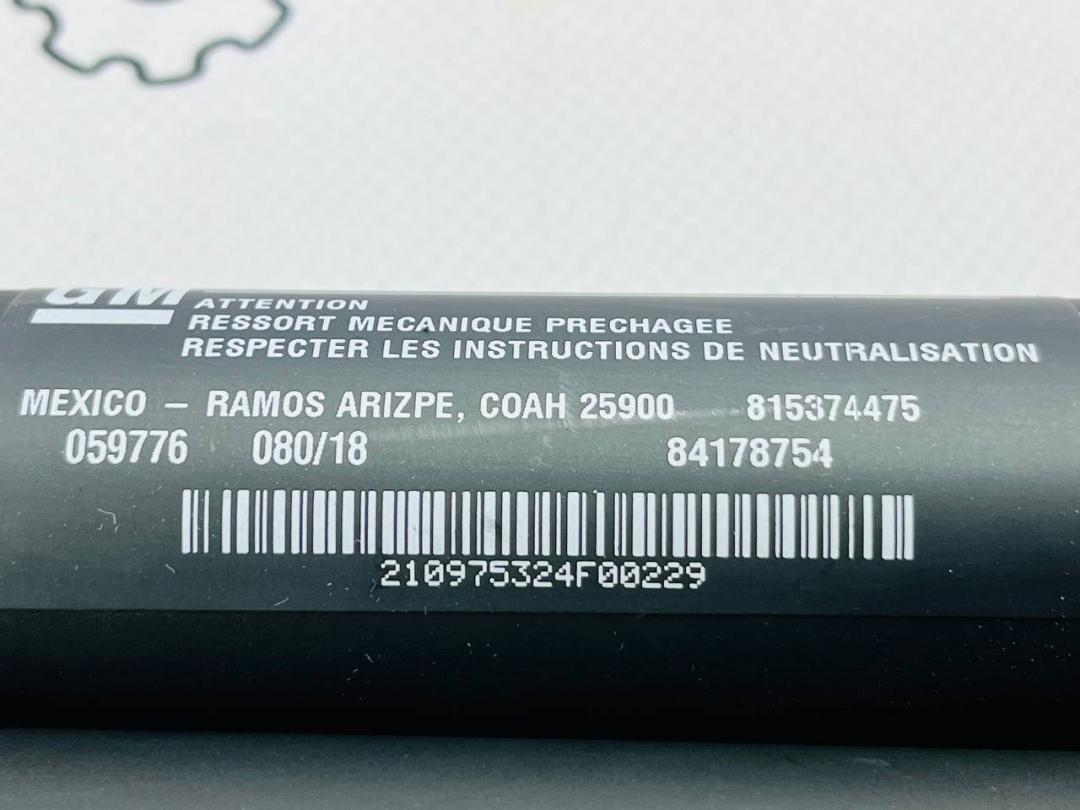 GM
ATTENTION
RESSORT MECANIQUE PRECHAGEE
RESPECTER LES INSTRUCTIONS DE NEUTRALISATION
MEXICO – RAMOS ARIZPE, COAH 25900 815374475
059776 080/18 84178754
210975324F00229